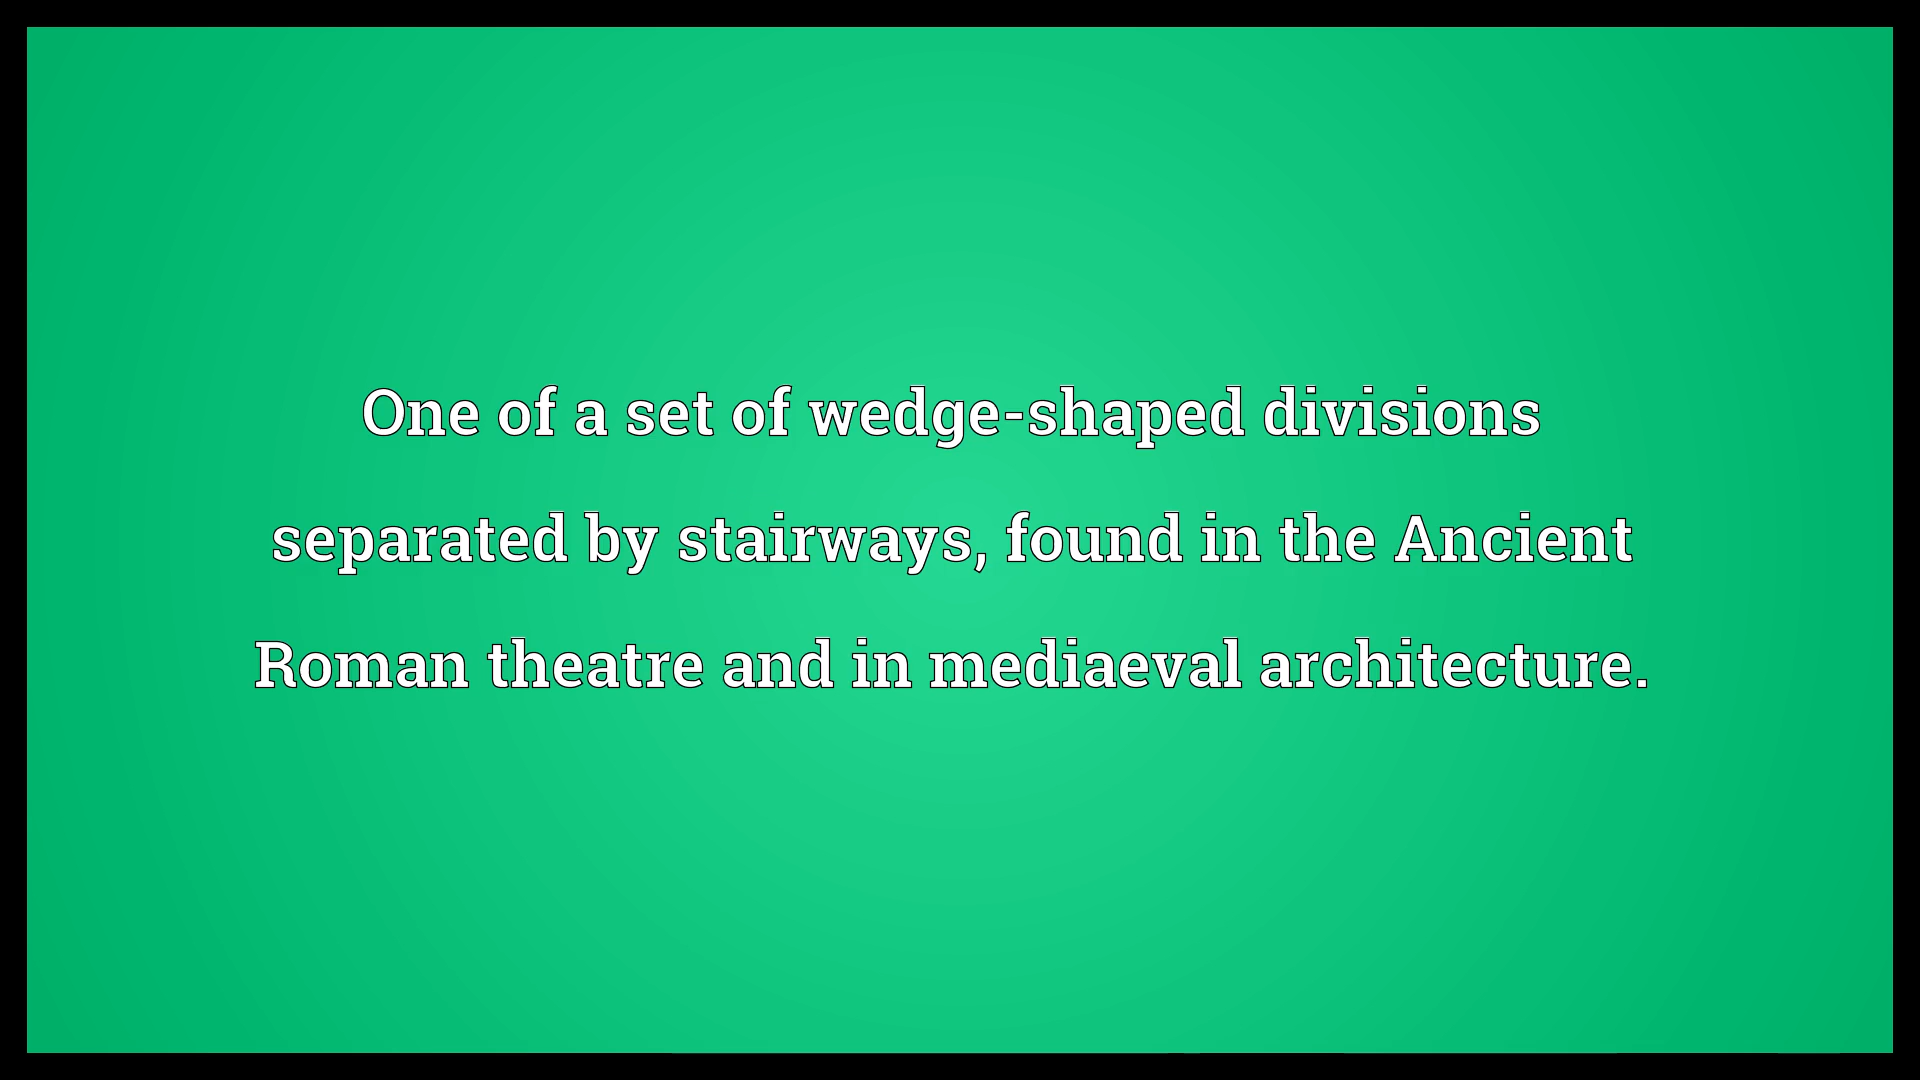 One of a set of wedge-shaped divisions
separated by stairways, found in the Ancient
Roman theatre and in mediaeval architecture.